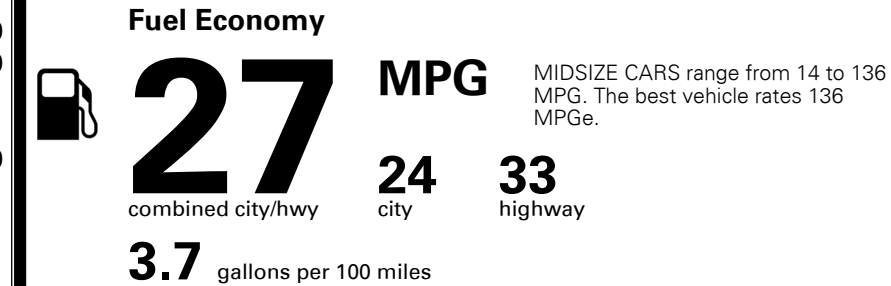 Fuel Economy
27
MPG
MIDSIZE CARS range from 14 to 136
MPG. The best vehicle rates 136
MPGe.
24
33
combined city/hwy
city
highway
3.7 gallons per 100 miles